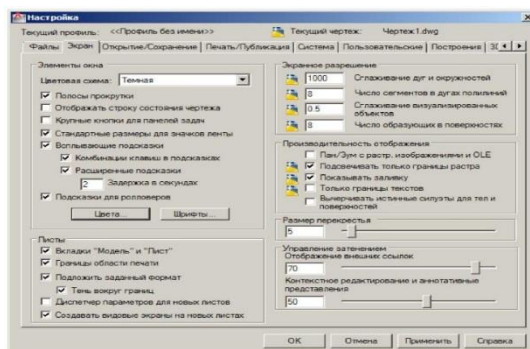 Настройка
Текущий профиль: <<Профиль без имени>> Текущий чертеж: Чертеж1.dwg
Файлы Экран Открытие/Сохранение Печать/Публикация Система Пользовательские Построения 3D
Элементы окна
Цветовая схема: Темная
Полосы прокрутки
Отображать строку состояния чертежа
Крупные кнопки для панелей задач
Стандартные размеры для значков ленты
Всплывающие подсказки
Комбинации клавиш в подсказках
Расширенные подсказки
2 Задержка в секундах
Подсказки для ролловеров
Цвета... Шрифты...
Листы
Вкладки "Модель" и "Лист"
Границы области печати
Подложить заданный формат
Тень вокруг границ
Диспетчер параметров для новых листов
Создавать видовые экраны на новых листах
Экранное разрешение
1000 Сглаживание дуг и окружностей
8 Число сегментов в дугах полилиний
0.5 Сглаживание визуализированных объектов
8 Число образующих в поверхностях
Производительность отображения
Пан/Зум с растр. изображениями и OLE
Подсвечивать только границы растра
Показывать заливку
Только границы текстов
Вычерчивать истинные силуэты для тел и поверхностей
Размер перекрестья
5
Управление затенением
Отображение внешних ссылок
70
Контекстное редактирование и аннотативные представления
50
OK Отмена Применить Справка